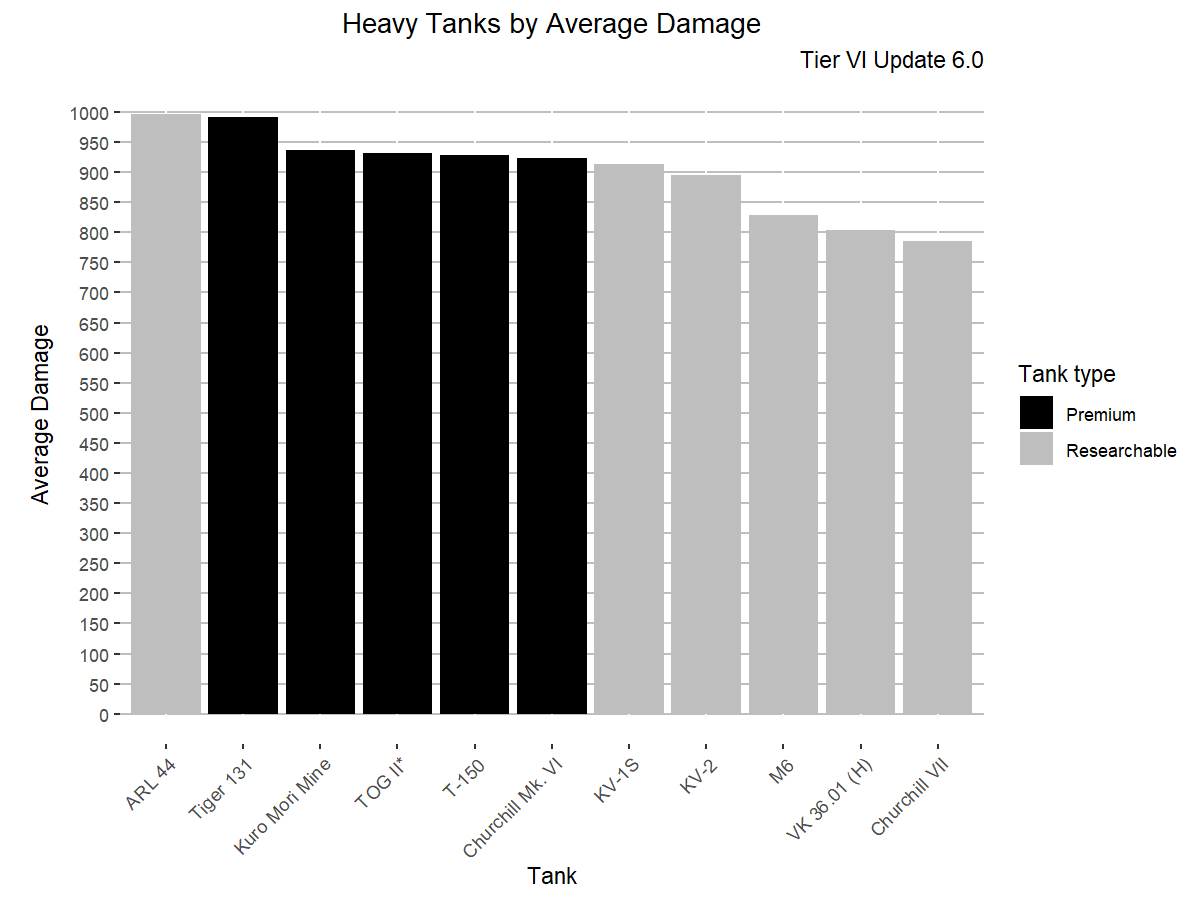 Heavy Tanks by Average Damage
Tier VI Update 6.0
Average Damage
1000
950
900
850
800
750
700
650
600
550
500
450
400
350
300
250
200
150
100
50
0
ARL 44
Tiger 131
Kuro Mori Mine
TOG II*
T-150
Churchill Mk. VI
KV-1S
KV-2
M6
VK 36.01 (H)
Churchill VII
Tank
Tank type
Premium
Researchable